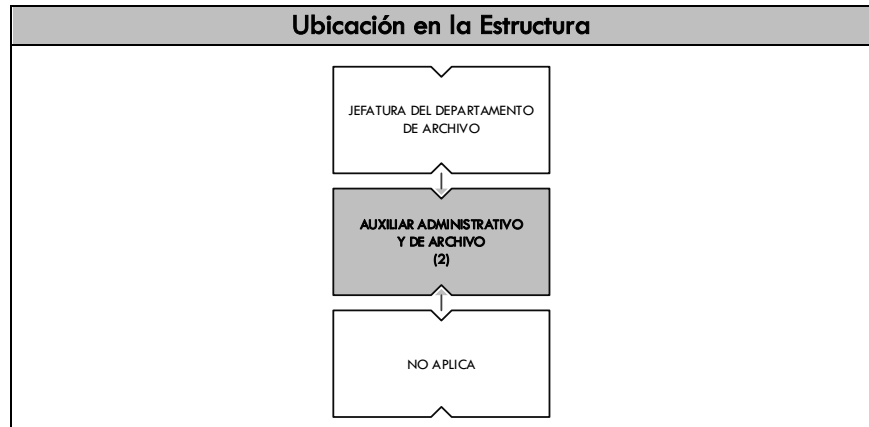 Ubicación en la Estructura
JEFATURA DEL DEPARTAMENTO
DE ARCHIVO
AUXILIAR ADMINISTRATIVO
Y DE ARCHIVO
(2)
NO APLICA